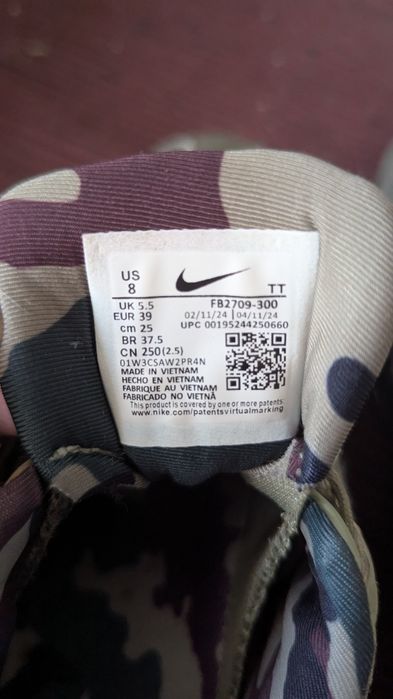 US
8
TT
UK 5.5
FB2709-300
EUR 39
02/11/24 04/11/24
cm 25
UPC 00195244250660
BR 37.5
CN 250(2.5)
01W3CSAW2PR4N
MADE IN VIETNAM
HECHO EN VIETNAM
FABRIQUE AU VIETNAM
FABRICADO NO VIETNÃ
This product is covered by one or more patents:
www.nike.com/patentsvirtualmarking